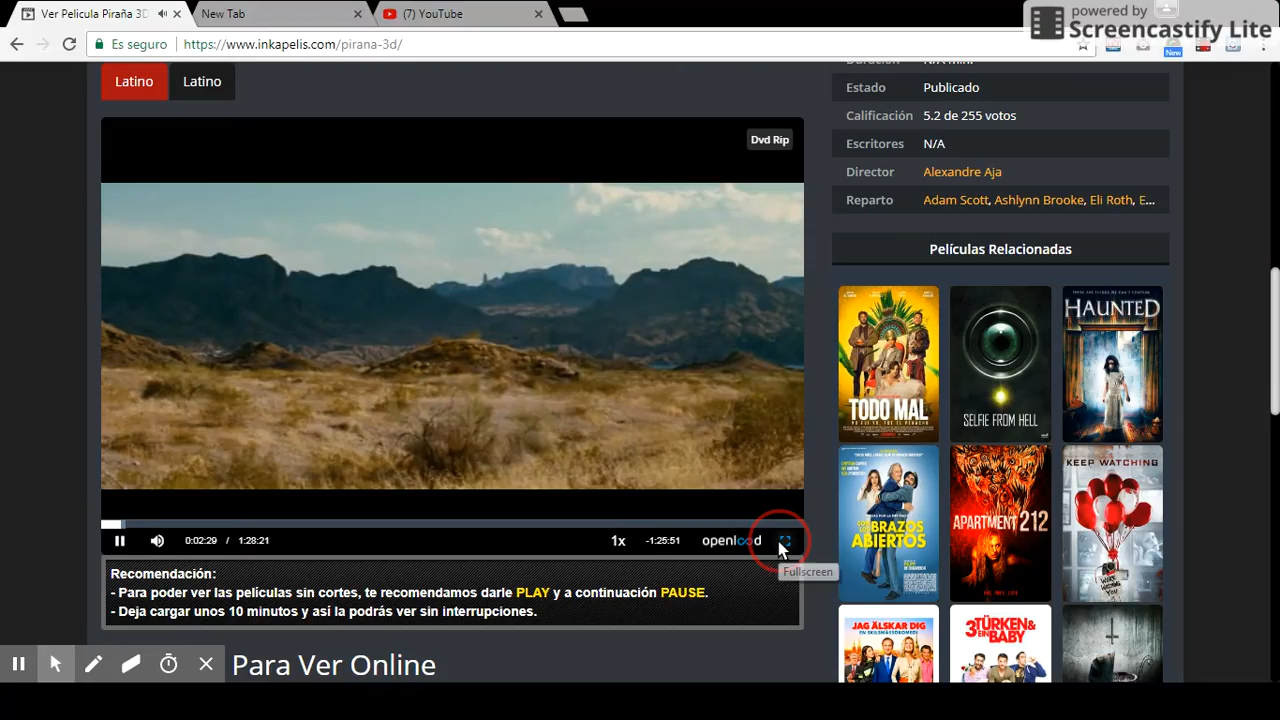 Ver Pelicula Piraña 3D
New Tab
(7) YouTube
powered by
Screencastify Lite
Es seguro
https://www.inkapelis.com/pirana-3d/
New
Latino
Latino
Dvd Rip
0:02:29 / 1:28:21
1x
-1:25:51
openload
Fullscreen
Recomendación:
- Para poder ver las películas sin cortes, te recomendamos darle PLAY y a continuación PAUSE.
- Deja cargar unos 10 minutos y así la podrás ver sin interrupciones.
Para Ver Online
Estado Publicado
Calificación 5.2 de 255 votos
Escritores N/A
Director Alexandre Aja
Reparto Adam Scott, Ashlynn Brooke, Eli Roth, E...
Películas Relacionadas
TODO MAL
SELFIE FROM HELL
HAUNTED
BRAZOS
ABIERTOS
APARTMENT 212
KEEP WATCHING
JAG ÄLSKAR DIG
3 TÜRKEN &
EIN BABY